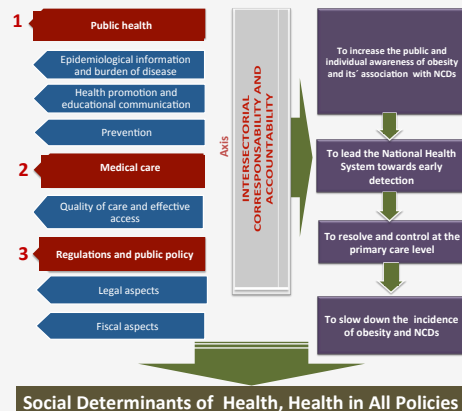 1
Public health
Epidemiological information
and burden of disease
Health promotion and
educational communication
Prevention
2
Medical care
Quality of care and effective
access
3
Regulations and public policy
Legal aspects
Fiscal aspects
Axis
INTERSECTORIAL
CORRESPONSABILITY AND
ACCOUNTABILITY
To increase the public and
individual awareness of obesity
and its´ association with NCDs
To lead the National Health
System towards early
detection
To resolve and control at the
primary care level
To slow down the incidence
of obesity and NCDs
Social Determinants of Health, Health in All Policies